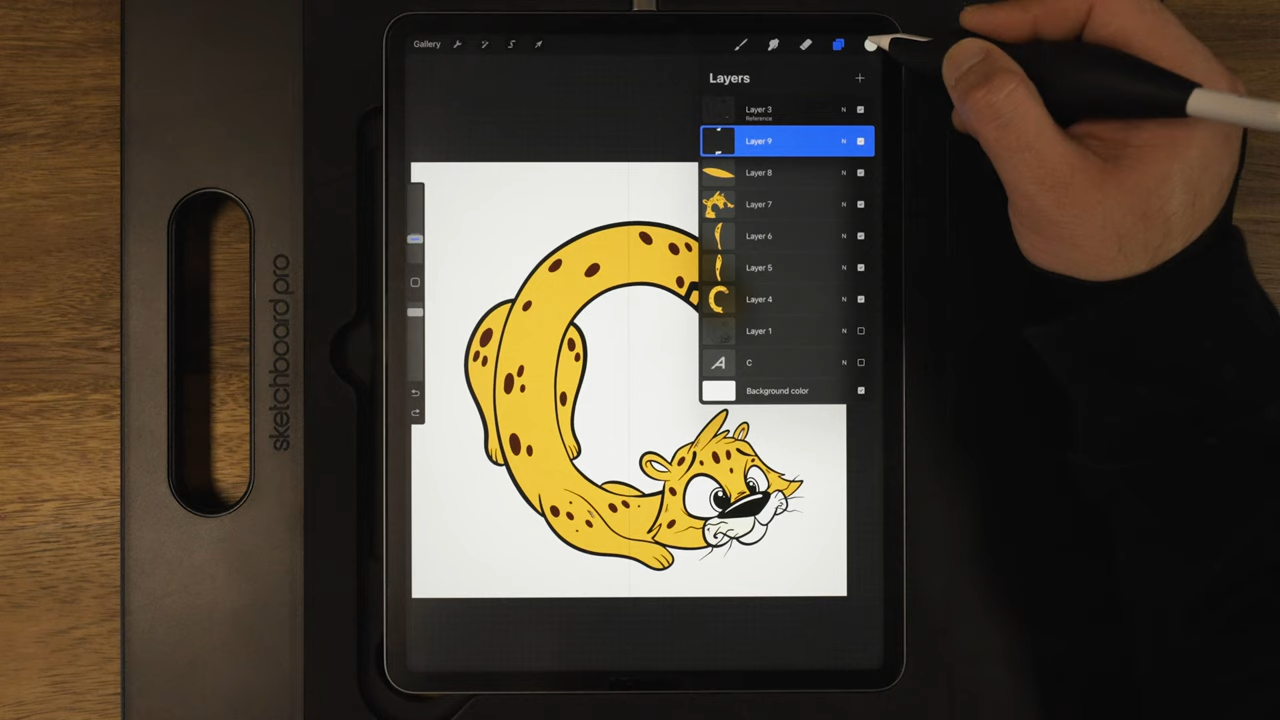 Gallery
Layers
Layer 3 N
Reference
Layer 9 N
Layer 8 N
Layer 7 N
Layer 6 N
Layer 5 N
Layer 4 N
Layer 1 N
A C N
Background color
sketchboard pro